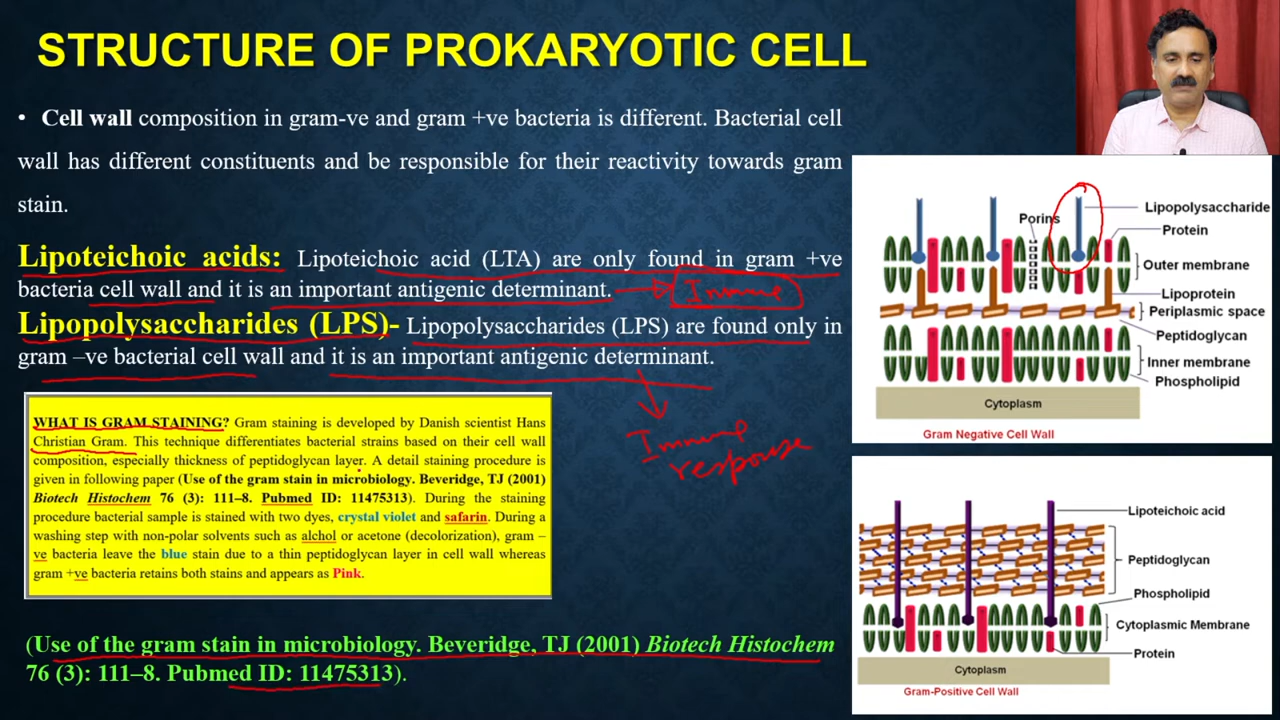 STRUCTURE OF PROKARYOTIC CELL
• Cell wall composition in gram-ve and gram +ve bacteria is different. Bacterial cell
wall has different constituents and be responsible for their reactivity towards gram
stain.
Lipoteichoic acids: Lipoteichoic acid (LTA) are only found in gram +ve
bacteria cell wall and it is an important antigenic determinant. Immune
Lipopolysaccharides (LPS)- Lipopolysaccharides (LPS) are found only in
gram –ve bacterial cell wall and it is an important antigenic determinant.
Immune
response
WHAT IS GRAM STAINING? Gram staining is developed by Danish scientist Hans
Christian Gram. This technique differentiates bacterial strains based on their cell wall
composition, especially thickness of peptidoglycan layer. A detail staining procedure is
given in following paper (Use of the gram stain in microbiology. Beveridge, TJ (2001)
Biotech Histochem 76 (3): 111–8. Pubmed ID: 11475313). During the staining
procedure bacterial sample is stained with two dyes, crystal violet and safarin. During a
washing step with non-polar solvents such as alchol or acetone (decolorization), gram –
ve bacteria leave the blue stain due to a thin peptidoglycan layer in cell wall whereas
gram +ve bacteria retains both stains and appears as Pink.
(Use of the gram stain in microbiology. Beveridge, TJ (2001) Biotech Histochem
76 (3): 111–8. Pubmed ID: 11475313).
Porins
Lipopolysaccharide
Protein
Outer membrane
Lipoprotein
Periplasmic space
Peptidoglycan
Inner membrane
Phospholipid
Cytoplasm
Gram Negative Cell Wall
Lipoteichoic acid
Peptidoglycan
Phospholipid
Cytoplasmic Membrane
Protein
Cytoplasm
Gram-Positive Cell Wall